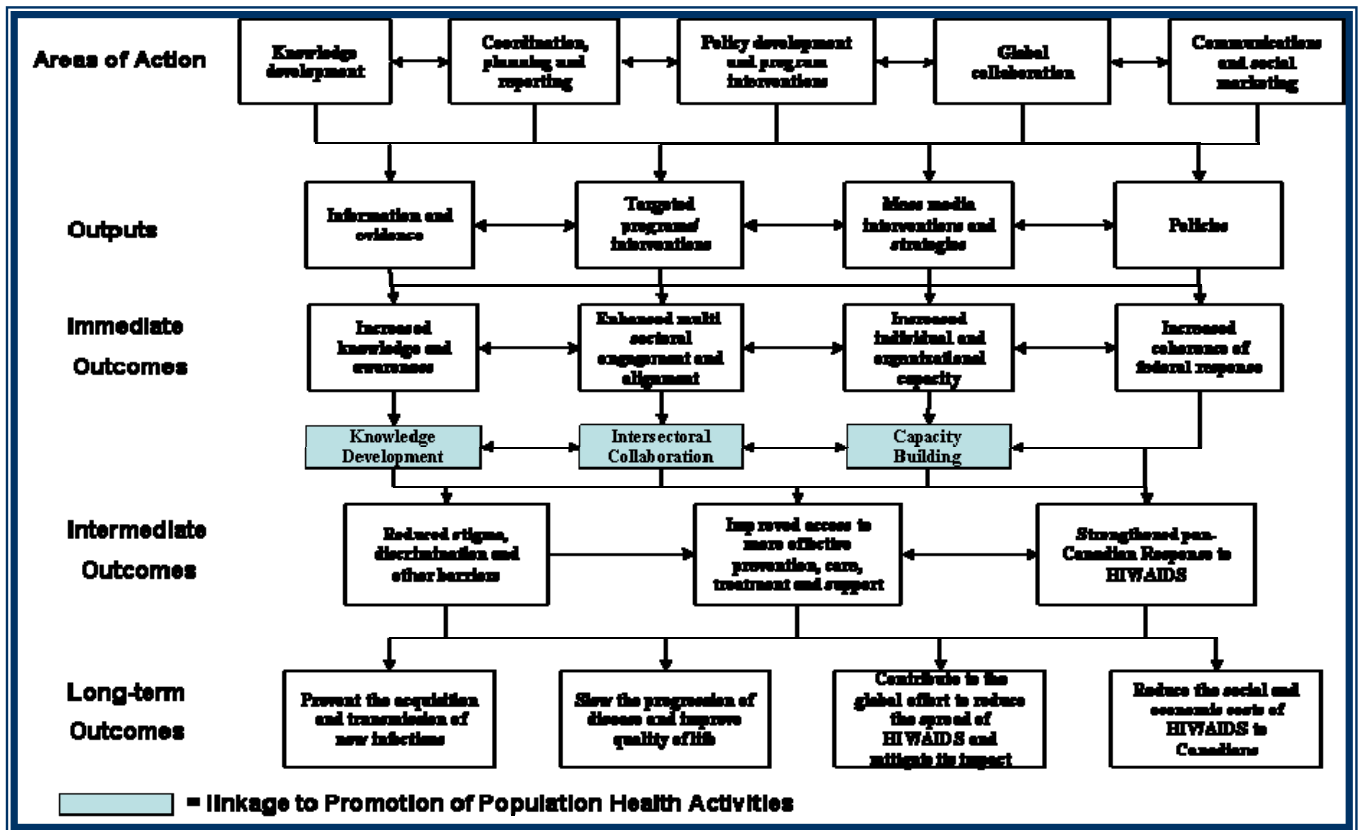 Areas of Action
Knowledge
development
Coordination,
planning and
reporting
Policy development
and program
interventions
Global
collaboration
Communications
and social
marketing
Outputs
Information and
evidence
Targeted
programs/
interventions
Mass media
interventions and
strategies
Policies
Immediate
Outcomes
Increased
knowledge and
awareness
Enhanced multi
sectoral
engagement and
alignment
Increased
individual and
organizational
capacity
Increased
coherence of
federal response
Knowledge
Development
Intersectoral
Collaboration
Capacity
Building
Intermediate
Outcomes
Reduced stigma,
discrimination and
other barriers
Improved access to
more effective
prevention, care,
treatment and support
Strengthened pan-
Canadian Response to
HIV/AIDS
Long-term
Outcomes
Prevent the acquisition
and transmission of
new infections
Slow the progression of
disease and improve
quality of life
Contribute to the
global effort to reduce
the spread of
HIV/AIDS and
mitigate its impact
Reduce the social and
economic costs of
HIV/AIDS to
Canadians
= linkage to Promotion of Population Health Activities